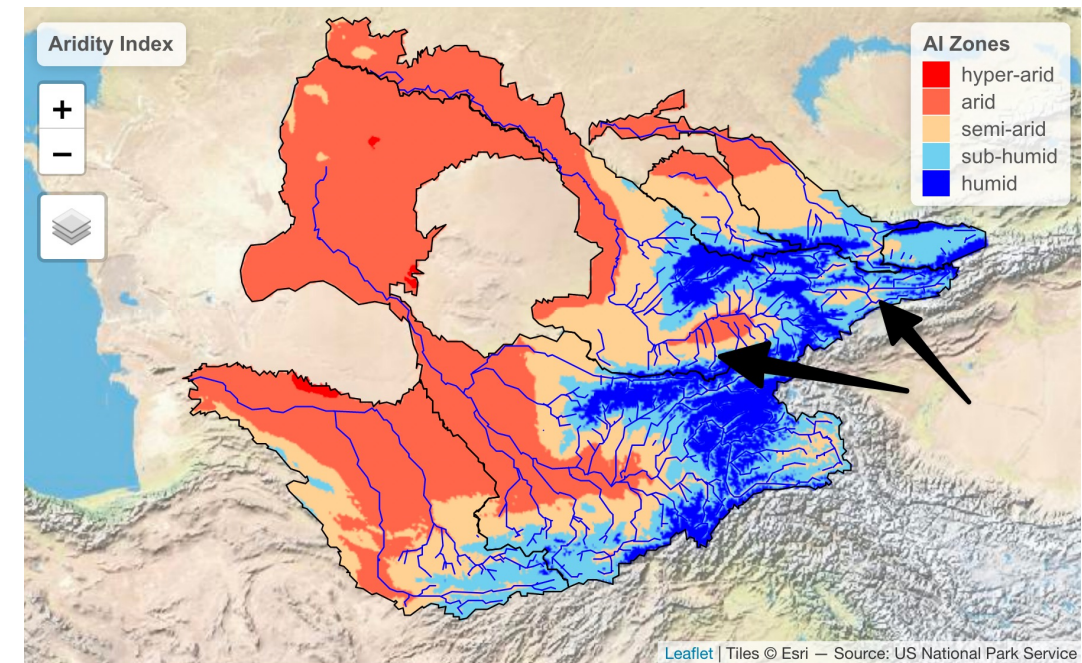 Aridity Index
+
−
AI Zones
hyper-arid
arid
semi-arid
sub-humid
humid
Leaflet | Tiles © Esri — Source: US National Park Service